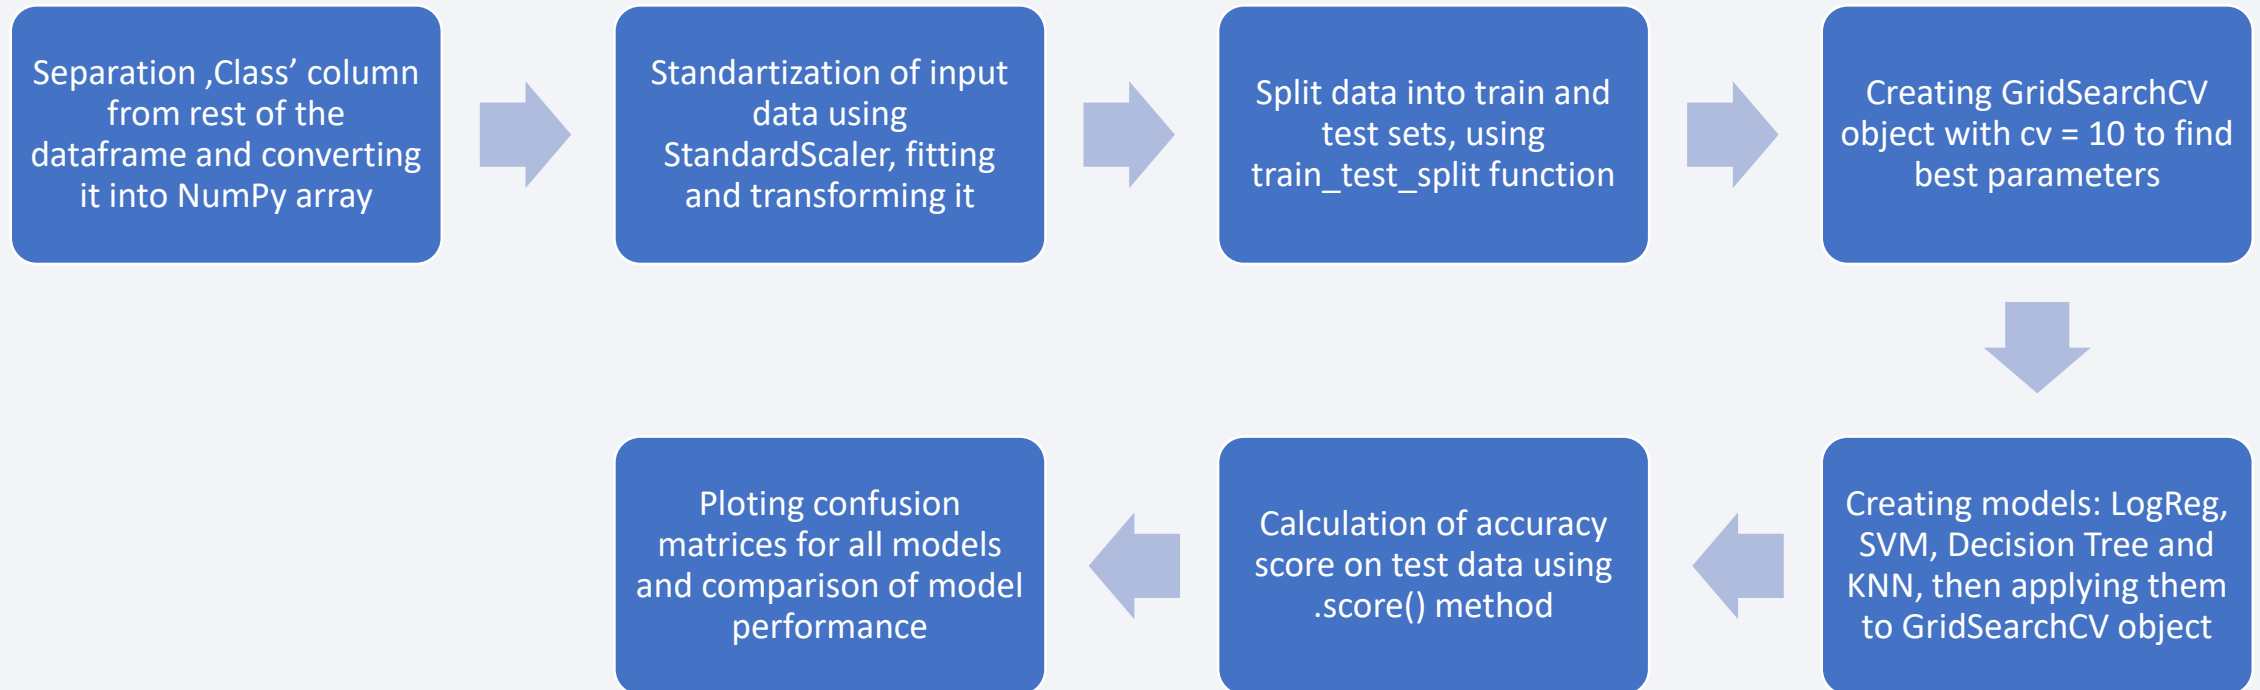 Separation ,Class’ column
from rest of the
dataframe and converting
it into NumPy array
Standartization of input
data using
StandardScaler, fitting
and transforming it
Split data into train and
test sets, using
train_test_split function
Creating GridSearchCV
object with cv = 10 to find
best parameters
Creating models: LogReg,
SVM, Decision Tree and
KNN, then applying them
to GridSearchCV object
Calculation of accuracy
score on test data using
.score() method
Ploting confusion
matrices for all models
and comparison of model
performance